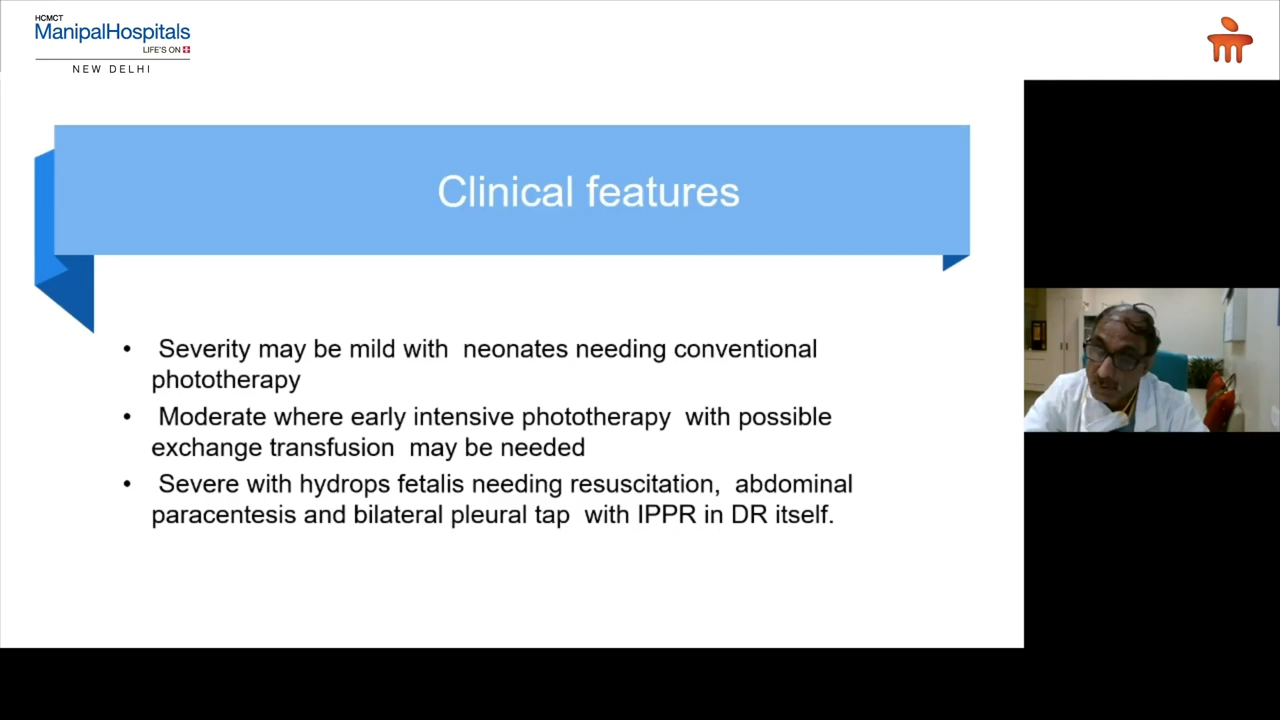 HCMCT
ManipalHospitals
LIFE'S ON
NEW DELHI
Clinical features
• Severity may be mild with neonates needing conventional
phototherapy
• Moderate where early intensive phototherapy with possible
exchange transfusion may be needed
• Severe with hydrops fetalis needing resuscitation, abdominal
paracentesis and bilateral pleural tap with IPPR in DR itself.